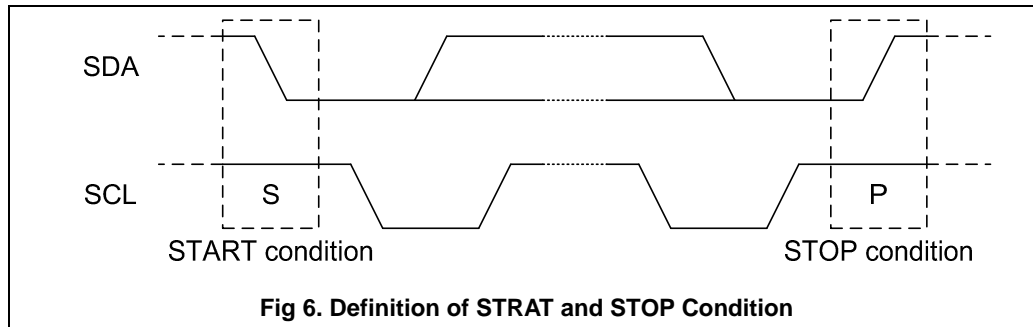 SDA
SCL
S
P
START condition
STOP condition
Fig 6. Definition of STRAT and STOP Condition